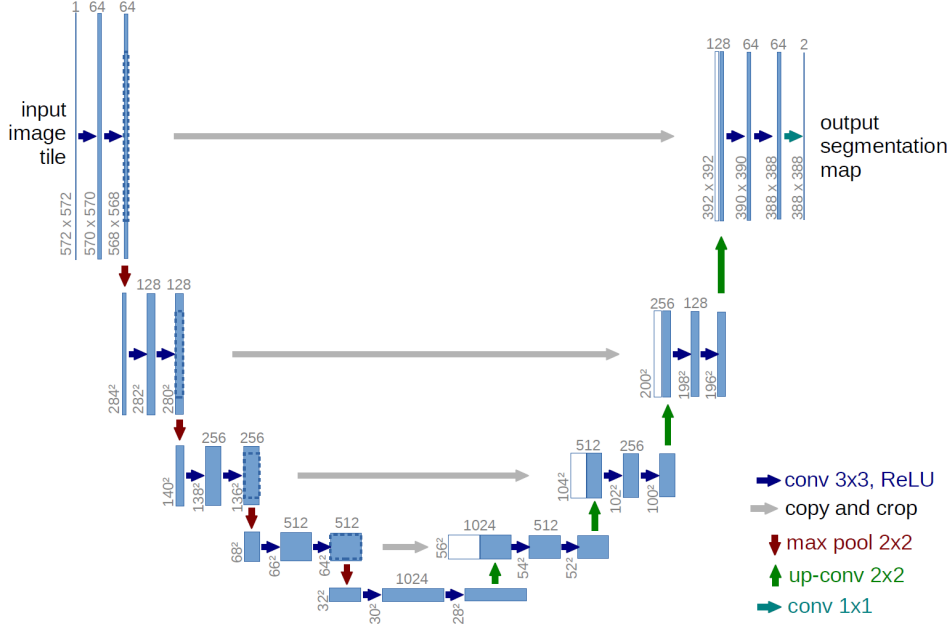 1 64 64
input
image
tile
572 x 572
570 x 570
568 x 568
128 64 64 2
output
segmentation
map
392 x 392
390 x 390
388 x 388
388 x 388
128 128
284²
282²
280²
256 128
200²
198²
196²
256 256
140²
138²
136²
512 256
104²
102²
100²
512 512
68²
66²
64²
1024 512
56²
54²
52²
1024
32²
30²
28²
conv 3x3, ReLU
copy and crop
max pool 2x2
up-conv 2x2
conv 1x1